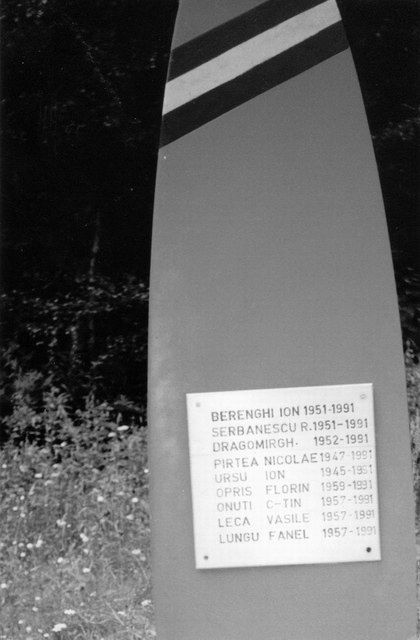 BERENGHI ION 1951-1991
SERBANESCU R. 1951-1991
DRAGOMIR GH. 1952-1991
PIRTEA NICOLAE 1947-1991
URSU ION 1945-1991
OPRIS FLORIN 1959-1991
ONUTI C-TIN 1957-1991
LECA VASILE 1957-1991
LUNGU FANEL 1957-1991